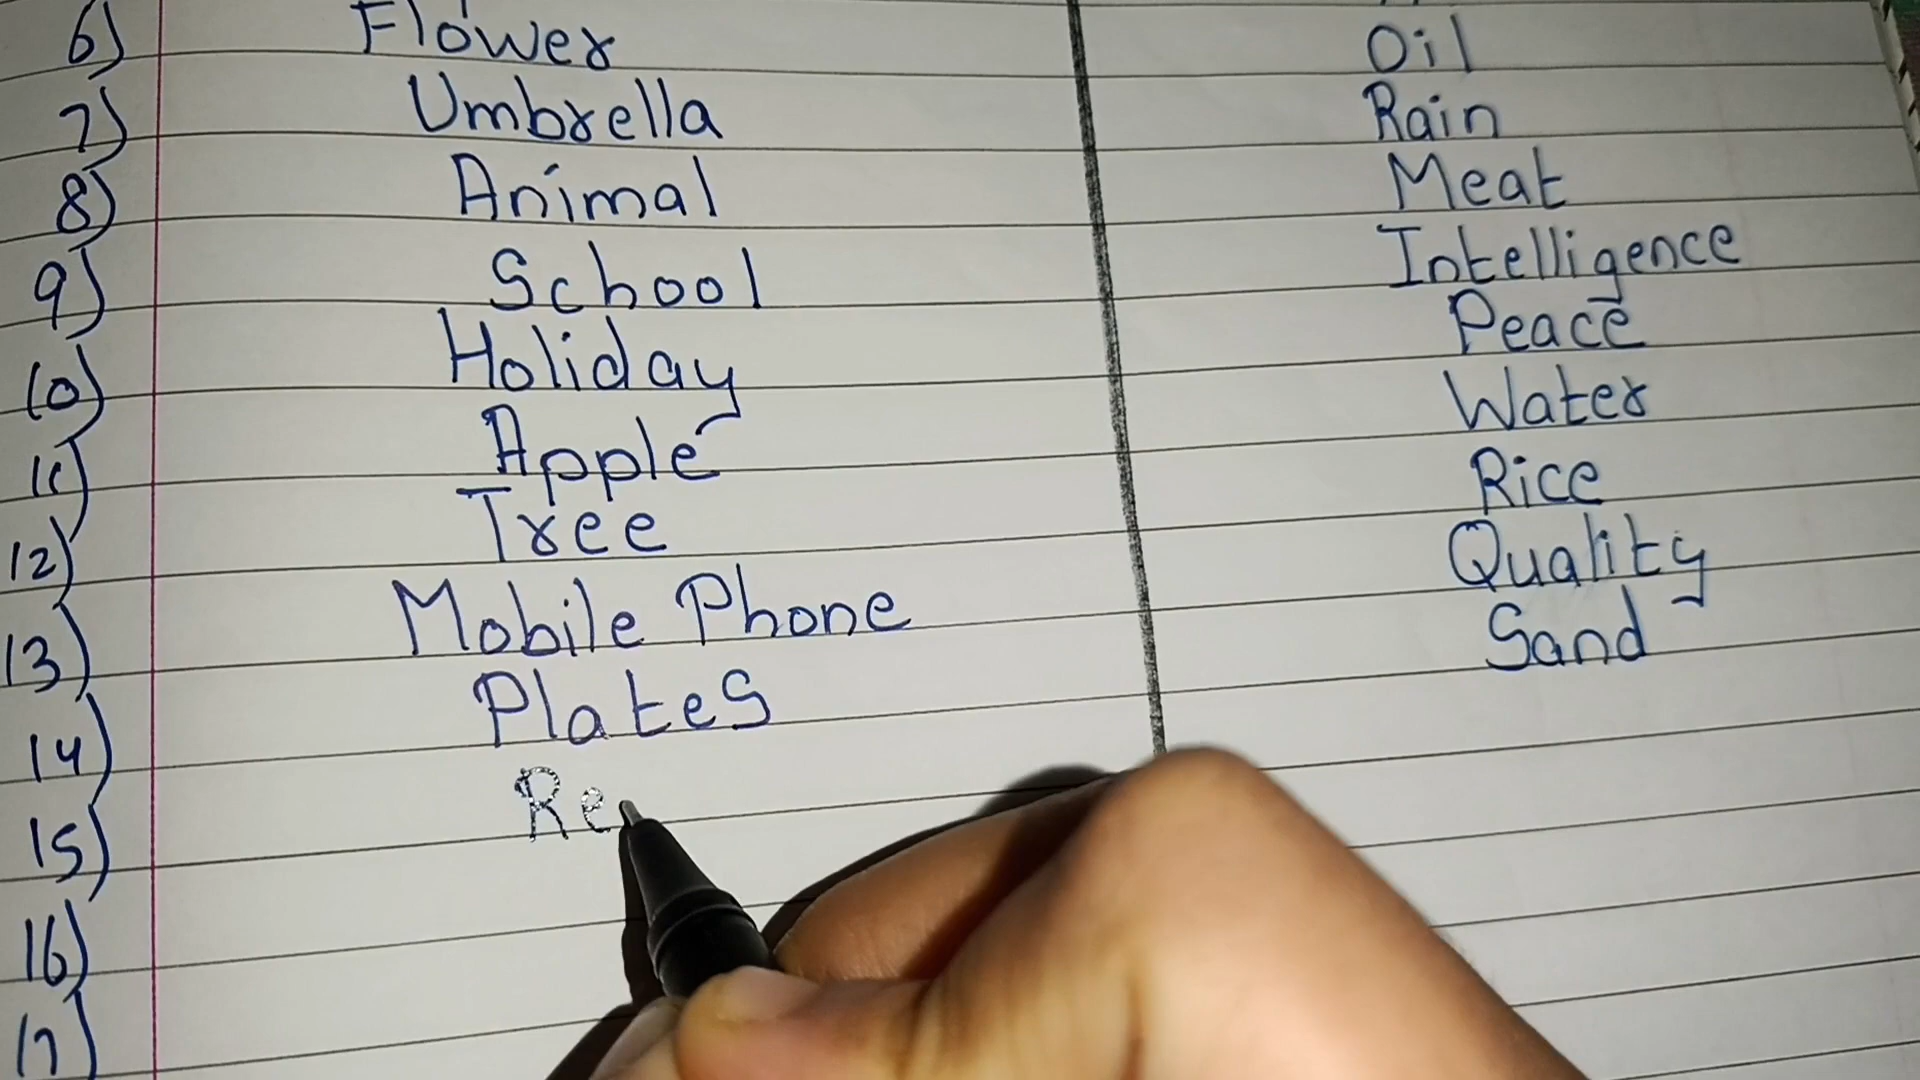 6) Flower Oil
7) Umbrella Rain
8) Animal Meat
9) School Intelligence
10) Holiday Peace
11) Apple Water
12) Tree Rice
13) Mobile Phone Quality
14) Plates Sand
15) Re
16)
17)